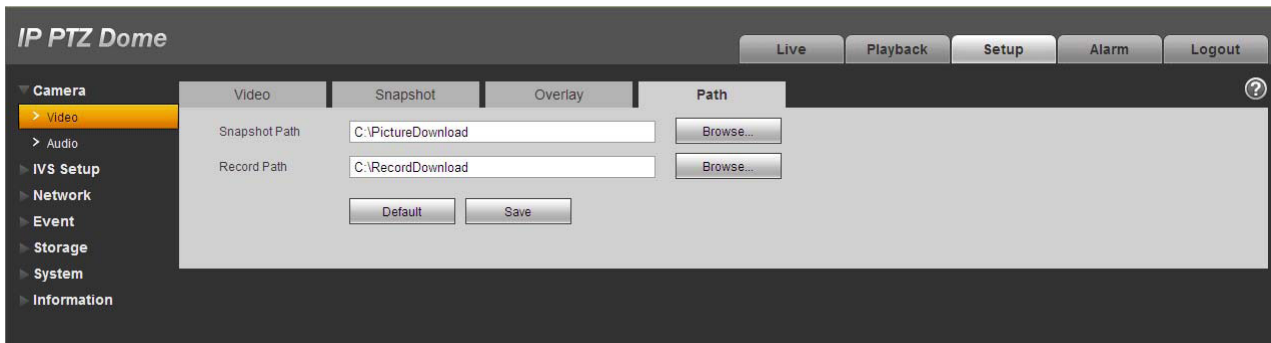 IP PTZ Dome
Live Playback Setup Alarm Logout
Camera
Video
Audio
IVS Setup
Network
Event
Storage
System
Information
Video Snapshot Overlay Path
?
Snapshot Path C:\PictureDownload Browse...
Record Path C:\RecordDownload Browse...
Default Save